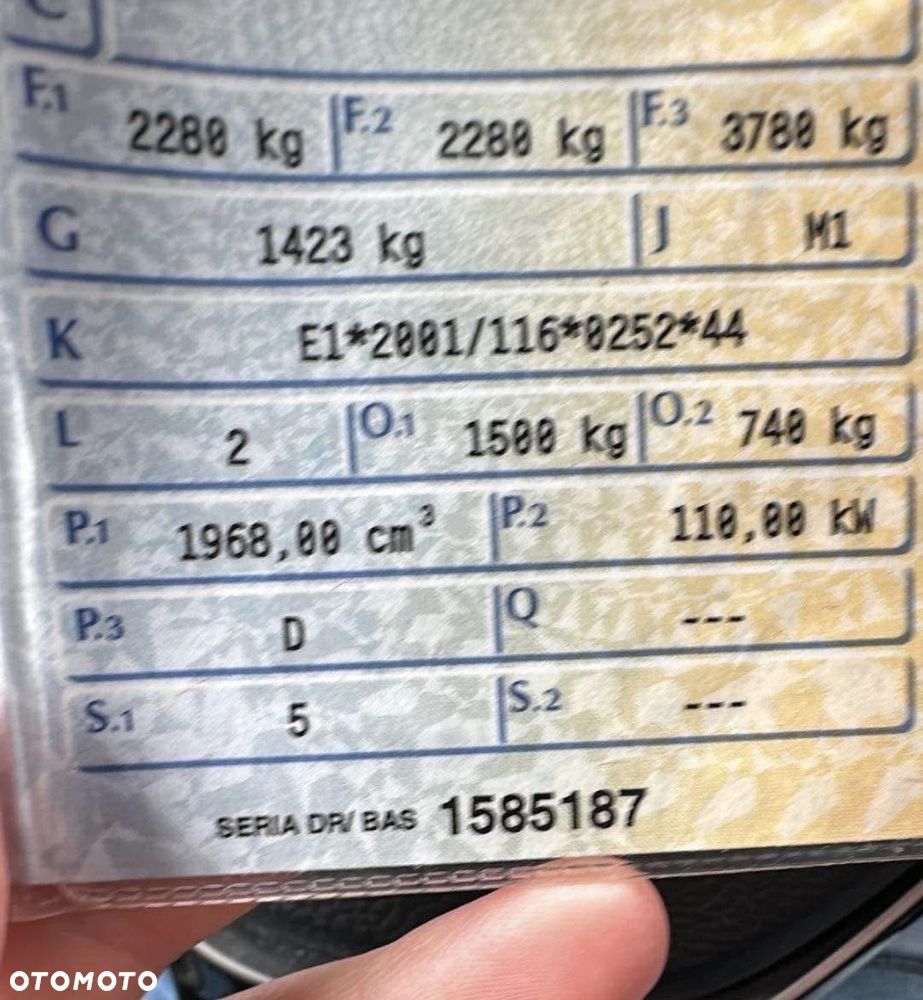 C
F.1 2280 kg F.2 2280 kg F.3 3780 kg
G 1423 kg J M1
K E1*2001/116*0252*44
L 2 O.1 1500 kg O.2 740 kg
P.1 1968,00 cm³ P.2 110,00 kW
P.3 D Q ---
S.1 5 S.2 ---
SERIA DR/ BAS 1585187
OTOMOTO